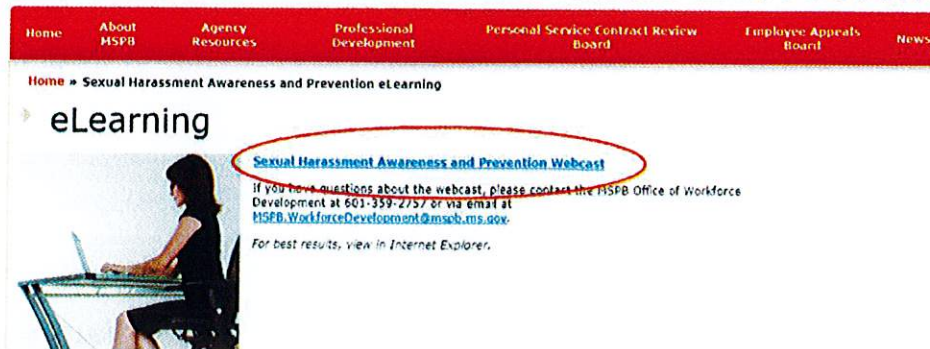 Home About MSPB Agency Resources Professional Development Personal Service Contract Review Board Employee Appeals Board News
Home » Sexual Harassment Awareness and Prevention eLearning
eLearning
Sexual Harassment Awareness and Prevention Webcast
If you have questions about the webcast, please contact the MSPB Office of Workforce
Development at 601-359-2757 or via email at
MSPB.WorkforceDevelopment@mspb.ms.gov.
For best results, view in Internet Explorer.